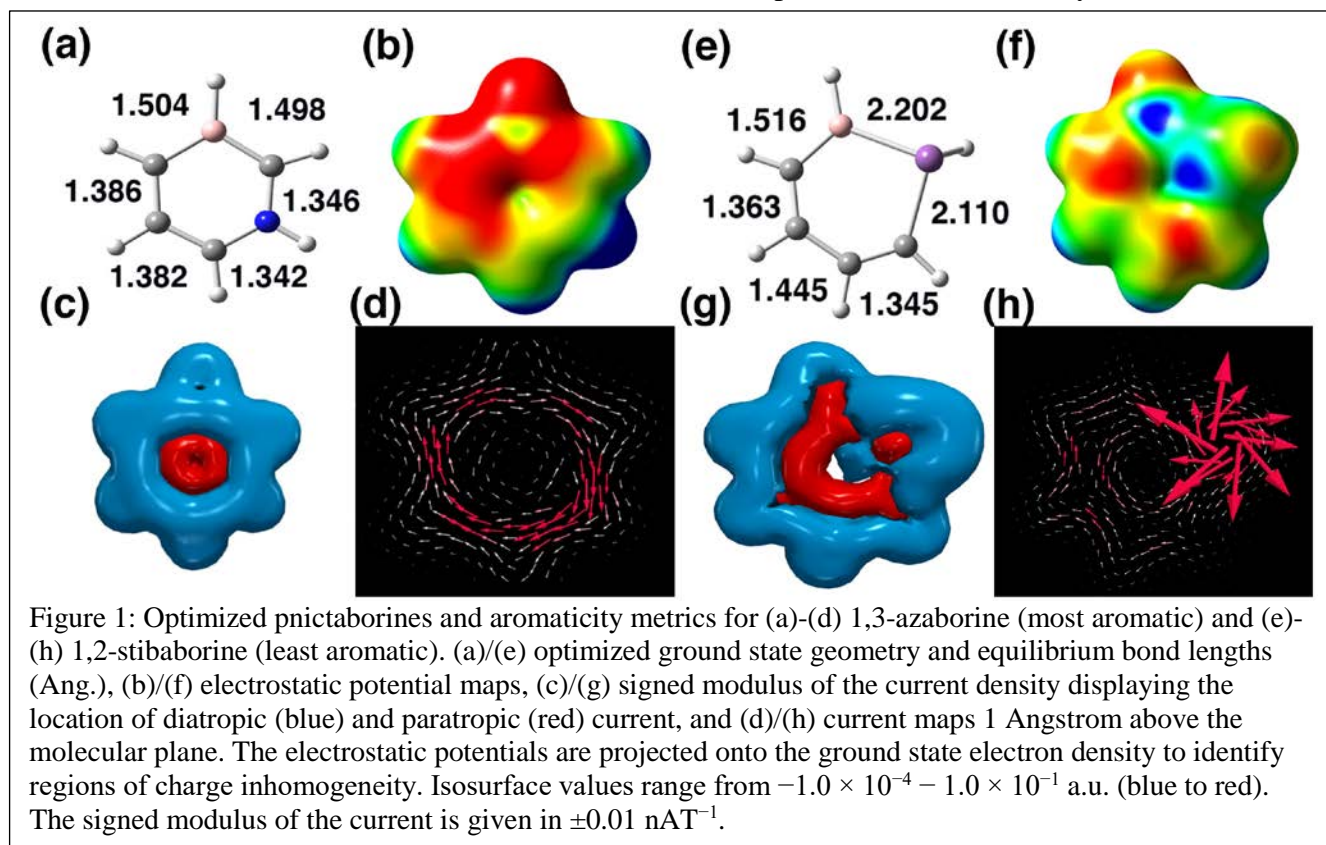 (a) (b) (e) (f)
1.504 1.498
1.386 1.346
1.382 1.342
1.516 2.202
1.363 2.110
1.445 1.345
(c) (d) (g) (h)
Figure 1: Optimized pnictaborines and aromaticity metrics for (a)-(d) 1,3-azaborine (most aromatic) and (e)-
(h) 1,2-stibaborine (least aromatic). (a)/(e) optimized ground state geometry and equilibrium bond lengths
(Ang.), (b)/(f) electrostatic potential maps, (c)/(g) signed modulus of the current density displaying the
location of diatropic (blue) and paratropic (red) current, and (d)/(h) current maps 1 Angstrom above the
molecular plane. The electrostatic potentials are projected onto the ground state electron density to identify
regions of charge inhomogeneity. Isosurface values range from −1.0 × 10⁻⁴ – 1.0 × 10⁻¹ a.u. (blue to red).
The signed modulus of the current is given in ±0.01 nAT⁻¹.